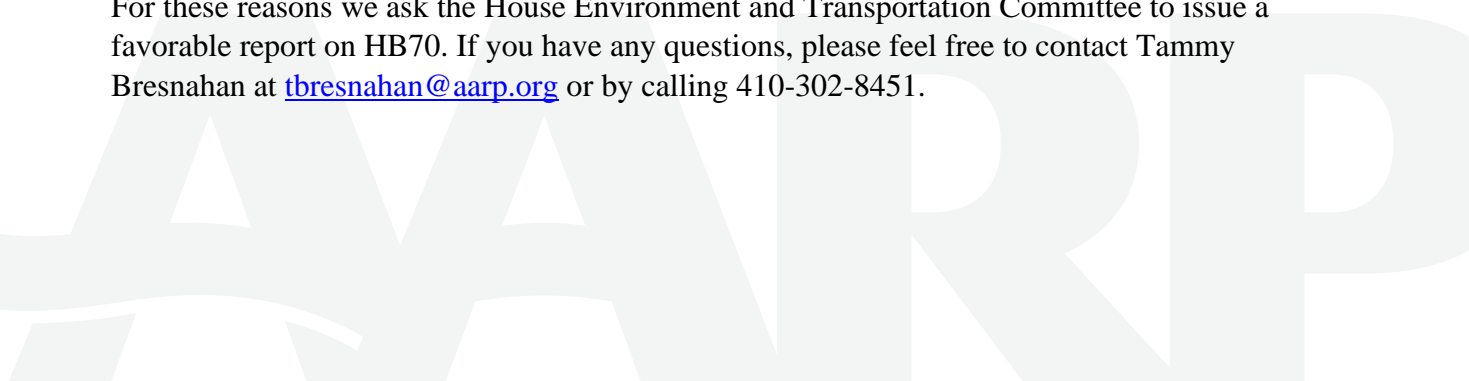 For these reasons we ask the House Environment and Transportation Committee to issue a
favorable report on HB70. If you have any questions, please feel free to contact Tammy
Bresnahan at tbresnahan@aarp.org or by calling 410-302-8451.
AARP